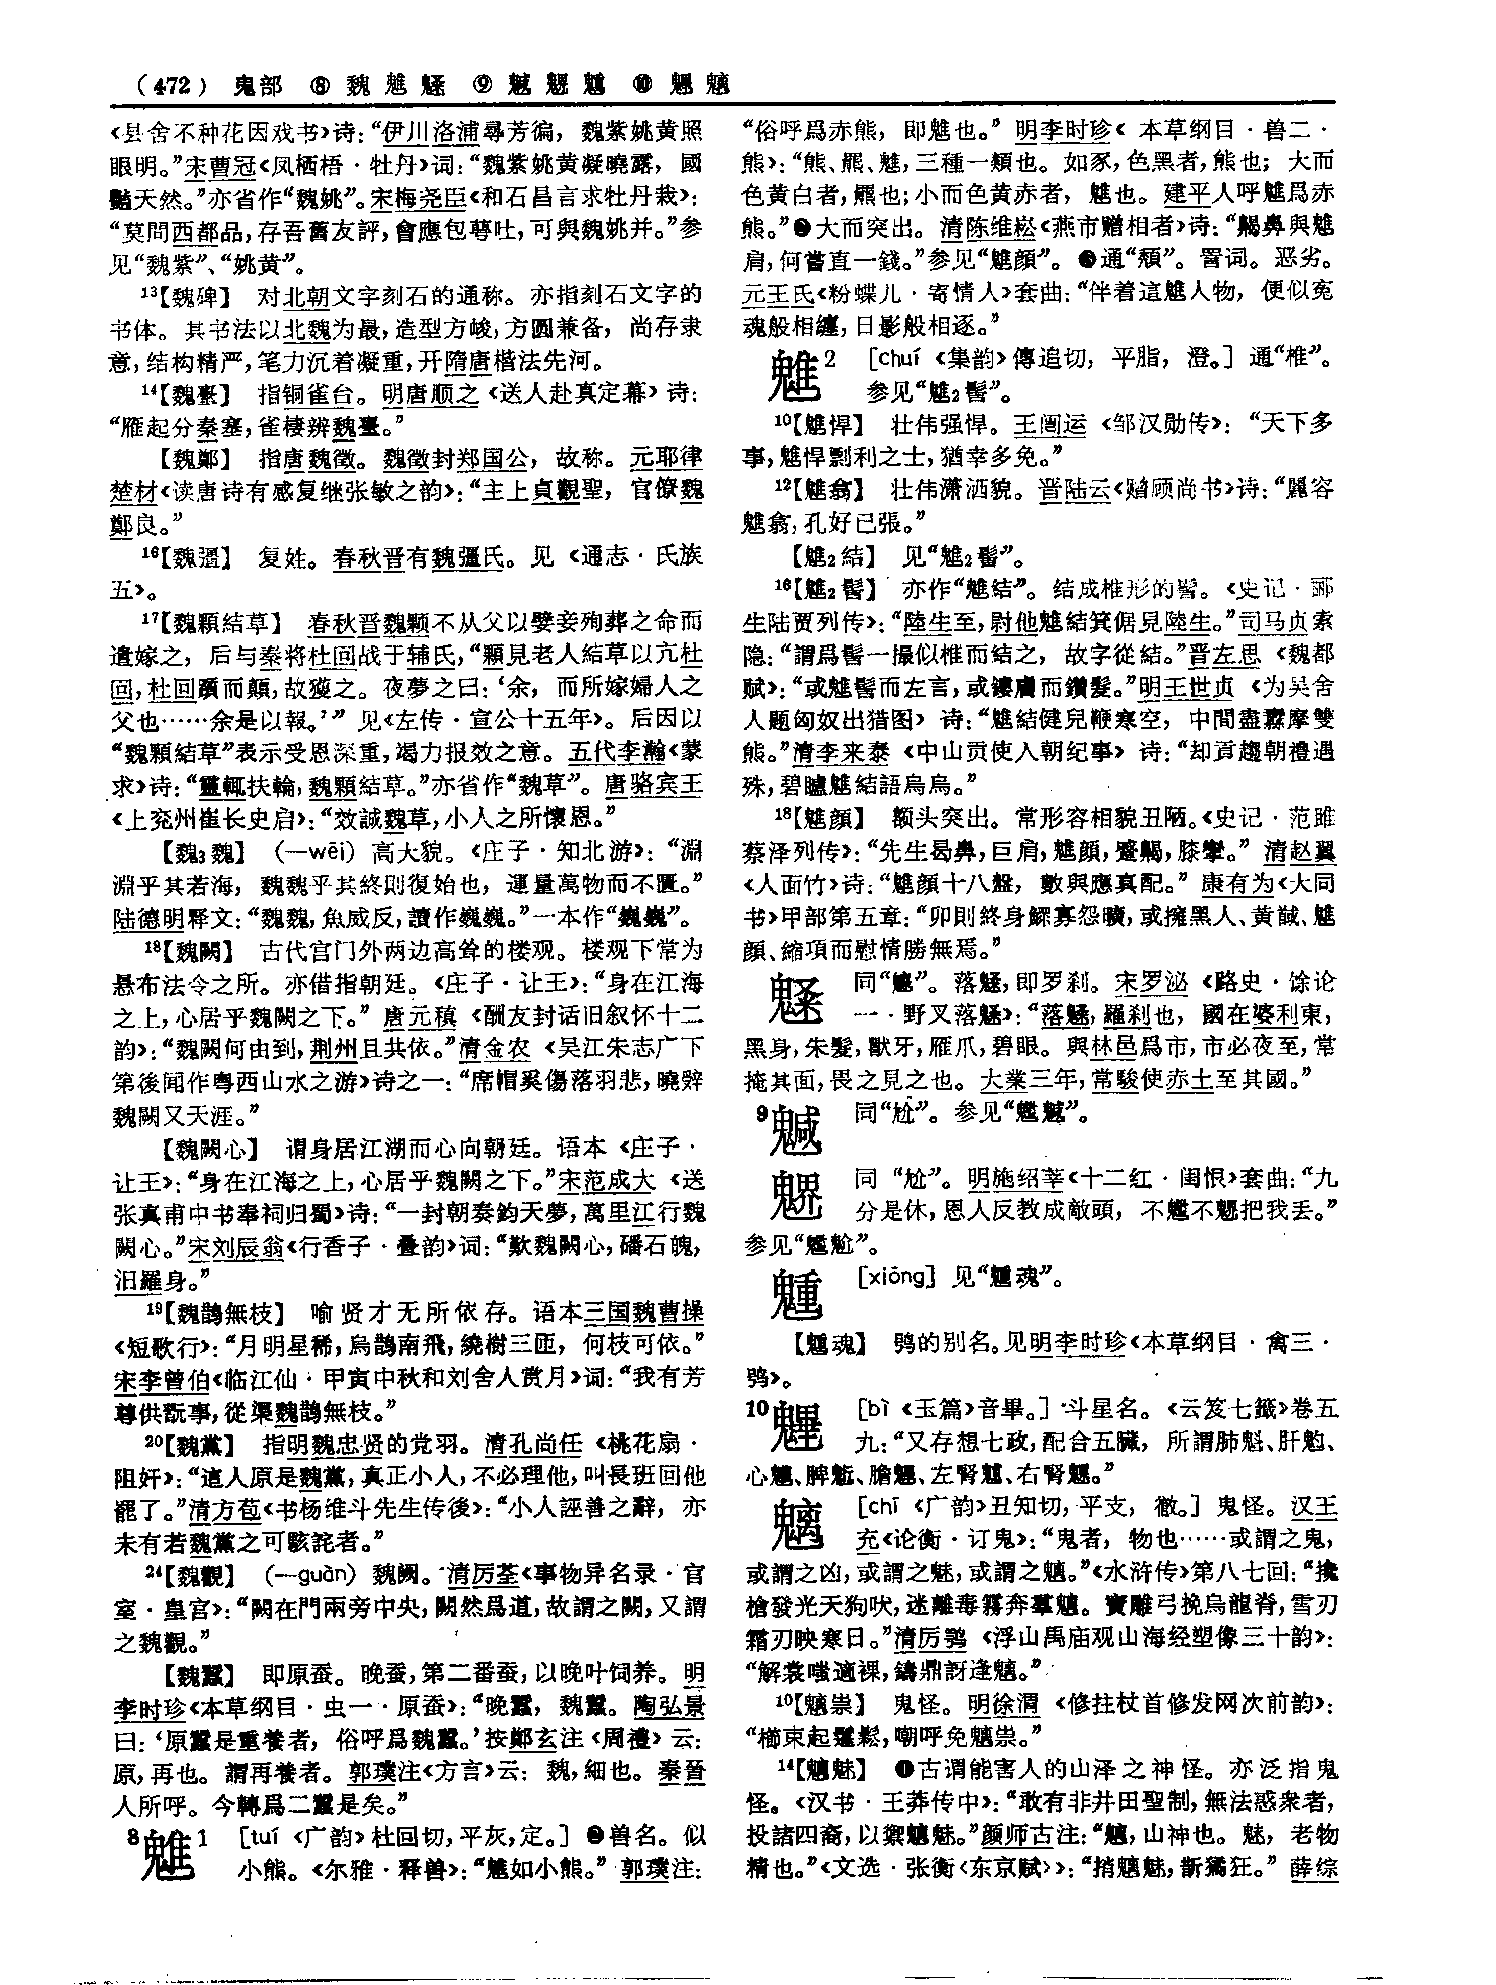 (472) 鬼部 ⑧魏魋 ⑨ ⑩魑
《县舍不种花因戏书》诗:“伊川洛浦尋芳徧,魏紫姚黄照
眼明。”宋曹冠《凤栖梧·牡丹》词:“魏紫姚黄凝曉露,國
豔天然。”亦省作“魏姚”。宋梅尧臣《和石昌言求牡丹栽》:
“莫問西都品,存吾舊友評,會應包萼吐,可與魏姚并。”参
见“魏紫”、“姚黄”。
13【魏碑】 对北朝文字刻石的通称。亦指刻石文字的
书体。其书法以北魏为最,造型方峻,方圆兼备,尚存隶
意,结构精严,笔力沉着凝重,开隋唐楷法先河。
14【魏臺】 指铜雀台。明唐顺之《送人赴真定幕》诗:
“雁起分秦塞,雀棲辨魏臺。”
【魏鄭】 指唐魏徵。魏徵封郑国公,故称。元耶律
楚材《读唐诗有感复继张敏之韵》:“主上貞觀聖,官僚魏
鄭良。”
16【魏彊】 复姓。春秋晋有魏彊氏。见《通志·氏族
五》。
17【魏顆結草】 春秋晋魏颗不从父以嬖妾殉葬之命而
遣嫁之,后与秦将杜回战于辅氏,“顆見老人結草以亢杜
回,杜回躓而顛,故獲之。夜夢之曰:‘余,而所嫁婦人之
父也……余是以報。’”见《左传·宣公十五年》。后因以
“魏顆結草”表示受恩深重,竭力报效之意。五代李瀚《蒙
求》诗:“靈輒扶輪,魏顆結草。”亦省作“魏草”。唐骆宾王
《上兖州崔长史启》:“效誠魏草,小人之所懷恩。”
【魏3魏】 (—wēi) 高大貌。《庄子·知北游》:“淵
淵乎其若海,魏魏乎其終則復始也,運量萬物而不匱。”
陆德明释文:“魏魏,魚威反,讀作巍巍。”一本作“巍巍”。
18【魏闕】 古代宫门外两边高耸的楼观。楼观下常为
悬布法令之所。亦借指朝廷。《庄子·让王》:“身在江海
之上,心居乎魏闕之下。”唐元稹《酬友封话旧叙怀十二
韵》:“魏闕何由到,荆州且共依。”清金农《吴江朱志广下
第後闻作粤西山水之游》诗之一:“席帽奚傷落羽悲,曉辭
魏闕又天涯。”
【魏闕心】 谓身居江湖而心向朝廷。语本《庄子·
让王》:“身在江海之上,心居乎魏闕之下。”宋范成大《送
张真甫中书奉祠归蜀》诗:“一封朝奏鈞天夢,萬里江行魏
闕心。”宋刘辰翁《行香子·叠韵》词:“歎魏闕心,磻石魄,
汨羅身。”
19【魏鹊無枝】 喻贤才无所依存。语本三国魏曹操
《短歌行》:“月明星稀,烏鵲南飛,繞樹三匝,何枝可依。”
宋李曾伯《临江仙·甲寅中秋和刘舍人赏月》词:“我有芳
尊供翫事,從渠魏鵲無枝。”
20【魏黨】 指明魏忠贤的党羽。清孔尚任《桃花扇·
阻奸》:“這人原是魏黨,真正小人,不必理他,叫長班回他
罷了。”清方苞《书杨维斗先生传後》:“小人誣善之辭,亦
未有若魏黨之可駭詫者。”
24【魏觀】 (—guàn) 魏阙。清厉荃《事物异名录·宫
室·皇宫》:“闕在門兩旁中央,闕然爲道,故謂之闕,又謂
之魏觀。”
【魏蠶】 即原蚕。晚蚕,第二番蚕,以晚叶饲养。明
李时珍《本草纲目·虫一·原蚕》:“晚蠶,魏蠶。陶弘景
曰:‘原蠶是重養者,俗呼爲魏蠶。’按鄭玄注《周禮》云:
原,再也。謂再養者。郭璞注《方言》云:魏,細也。秦晉
人所呼。今轉爲二蠶是矣。”
8魋1 [tuí《广韵》杜回切,平灰,定。] ❶兽名。似
小熊。《尔雅·释兽》:“魋如小熊。”郭璞注:
“俗呼爲赤熊,即魋也。”明李时珍《本草纲目·兽二·
熊》:“熊、羆、魋,三種一類也。如豕,色黑者,熊也;大而
色黄白者,羆也;小而色黄赤者,魋也。建平人呼魋爲赤
熊。”❷大而突出。清陈维崧《燕市赠相者》诗:“鼻與魋
肩,何嘗直一錢。”参见“魋顔”。❸通“頹”。詈词。恶劣。
元王氏《粉蝶儿·寄情人》套曲:“伴着這魋人物,便似冤
魂般相纏,日影般相逐。”
魋2 [chuí《集韵》傳追切,平脂,澄。] 通“椎”。
参见“魋2髻”。
10【魋悍】 壮伟强悍。王闿运《邹汉勋传》:“天下多
事,魋悍剽利之士,猶幸多免。”
12【魋翕】 壮伟潇洒貌。晋陆云《赠顾尚书》诗:“麗容
魋翕,孔好已張。”
【魋2結】 见“魋2髻”。
16【魋2髻】 亦作“魋結”。结成椎形的髻。《史记·郦
生陆贾列传》:“陸生至,尉他魋結箕倨見陸生。”司马贞索
隐:“謂爲髻一撮似椎而結之,故字從結。”晋左思《魏都
赋》:“或魋髻而左言,或鏤膚而鑽髮。”明王世贞《为吴舍
人题匈奴出猎图》诗:“魋結健兒鞭寒空,中間盡纛摩雙
熊。”清李来泰《中山贡使入朝纪事》诗:“却貢趨朝禮遇
殊,碧矑魋結語烏烏。”
18【魋顔】 额头突出。常形容相貌丑陋。《史记·范雎
蔡泽列传》:“先生曷鼻,巨肩,魋顔,蹙齃,膝攣。”清赵翼
《人面竹》诗:“魋顔十八盤,數與應真配。”康有为《大同
书》甲部第五章:“卯則終身鰥寡怨曠,或擁黑人、黄馘、魋
顔、縮項而慰情勝無焉。”
同“”。落,即罗刹。宋罗泌《路史·馀论
一·野叉落》:“落,羅刹也,國在婆利東,
黑身,朱髮,獸牙,雁爪,碧眼。與林邑爲市,市必夜至,常
掩其面,畏之見之也。大業三年,常駿使赤土至其國。”
9 同“尬”。参见“”。
同“尬”。明施绍莘《十二红·闺恨》套曲:“九
分是休,恩人反教成敵頭,不不把我丢。”
参见“”。
[xiōng] 见“魂”。
【魂】 鸮的别名。见明李时珍《本草纲目·禽三·
鸮》。
10 [bì《玉篇》音畢。] 斗星名。《云笈七籤》卷五
九:“又存想七政,配合五臟,所謂肺魁、肝、
心、脾、膽、左腎、右腎。”
魑 [chī《广韵》丑知切,平支,徹。] 鬼怪。汉王
充《论衡·订鬼》:“鬼者,物也……或謂之鬼,
或謂之凶,或謂之魅,或謂之魑。”《水浒传》第八七回:“攙
槍發光天狗吠,迷離毒霧奔羣魑。寶雕弓挽烏龍脊,雪刃
霜刃映寒日。”清厉鹗《浮山禹庙观山海经塑像三十韵》:
“解裳嗤適裸,鑄鼎訝逢魑。”
10【魑祟】 鬼怪。明徐渭《修拄杖首修发网次前韵》:
“櫛束起鬔鬆,嘲呼免魑祟。”
14【魑魅】 ❶古谓能害人的山泽之神怪。亦泛指鬼
怪。《汉书·王莽传中》:“敢有非井田聖制,無法惑衆者,
投諸四裔,以禦魑魅。”颜师古注:“魑,山神也。魅,老物
精也。”《文选·张衡〈东京赋〉》:“捎魑魅,斮獝狂。”薛综